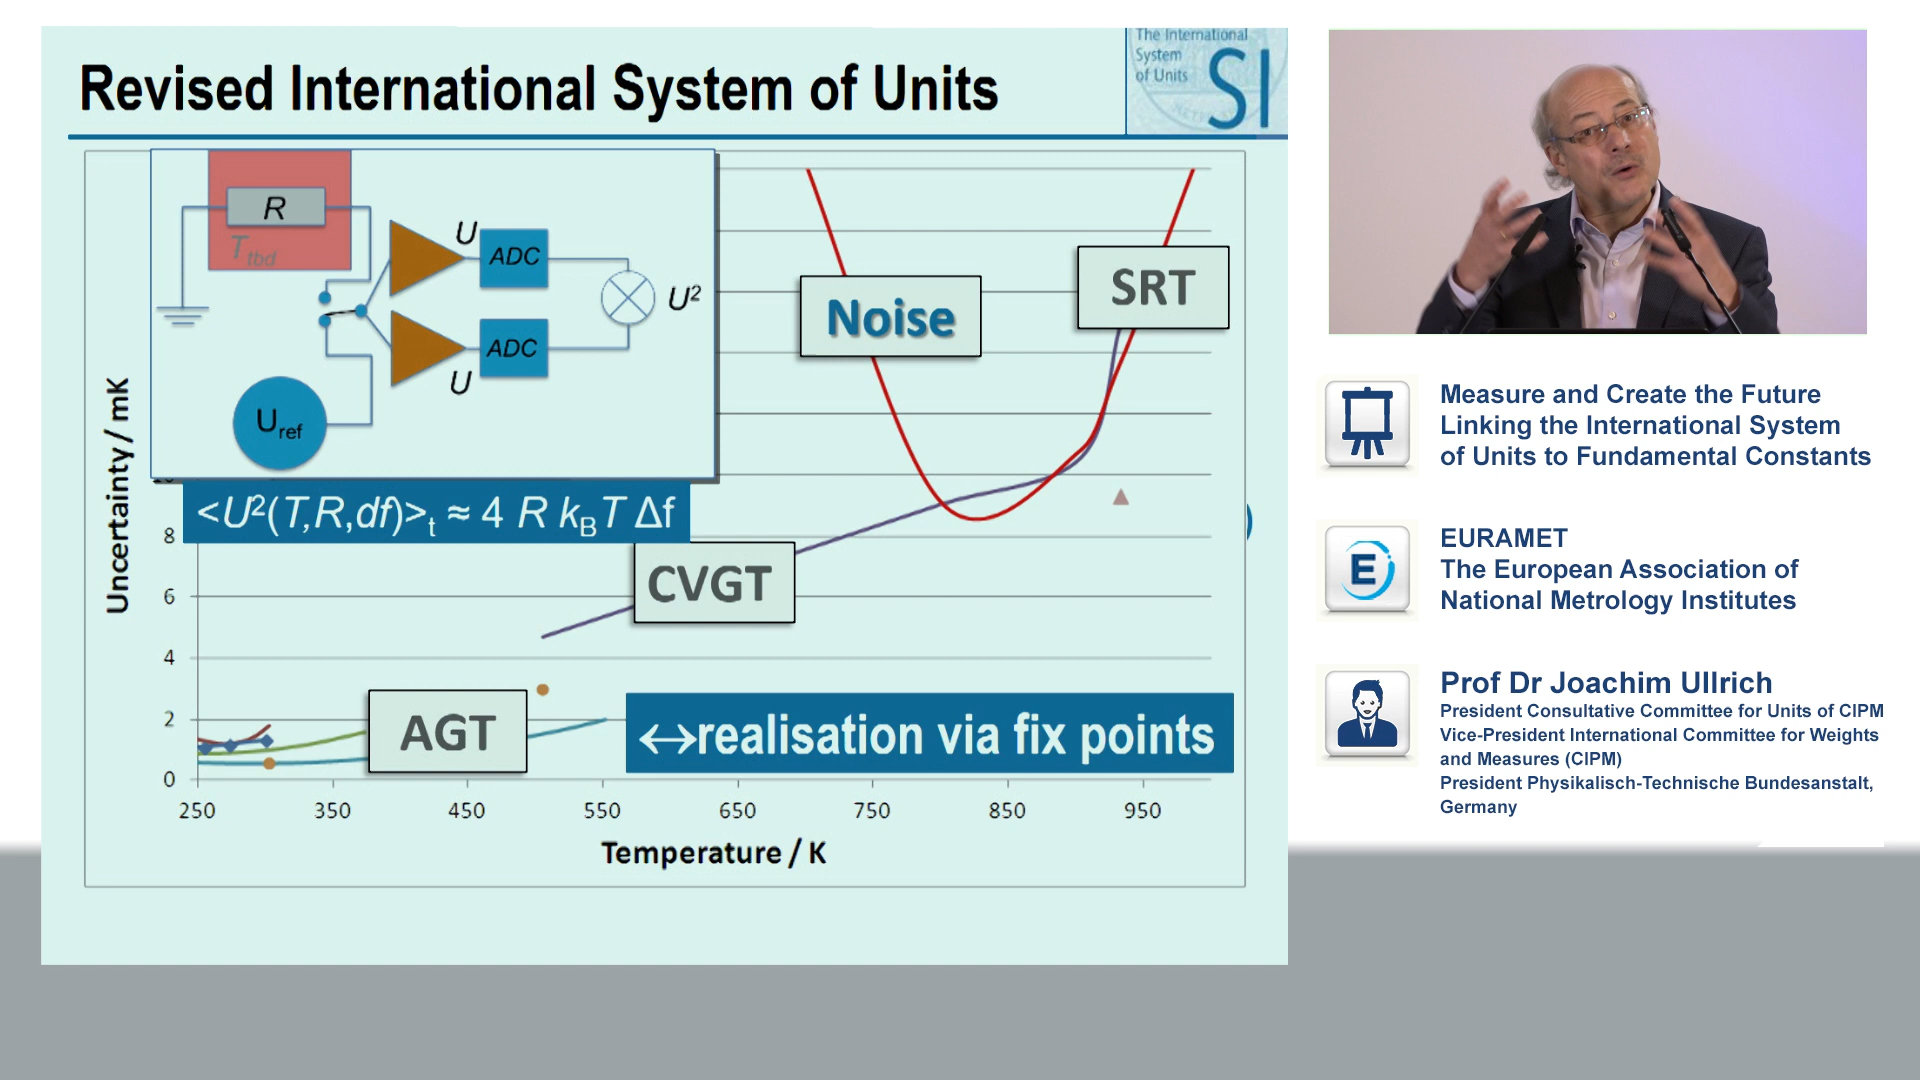 Revised International System of Units
The International
System
of Units
SI
R
T_tbd
U
ADC
U²
ADC
U
U_ref
<U²(T,R,df)>_t ≈ 4 R k_B T Δf
Noise
SRT
CVGT
AGT
↔realisation via fix points
Uncertainty / mK
8
6
4
2
0
250 350 450 550 650 750 850 950
Temperature / K
Measure and Create the Future
Linking the International System
of Units to Fundamental Constants
E
EURAMET
The European Association of
National Metrology Institutes
Prof Dr Joachim Ullrich
President Consultative Committee for Units of CIPM
Vice-President International Committee for Weights
and Measures (CIPM)
President Physikalisch-Technische Bundesanstalt,
Germany